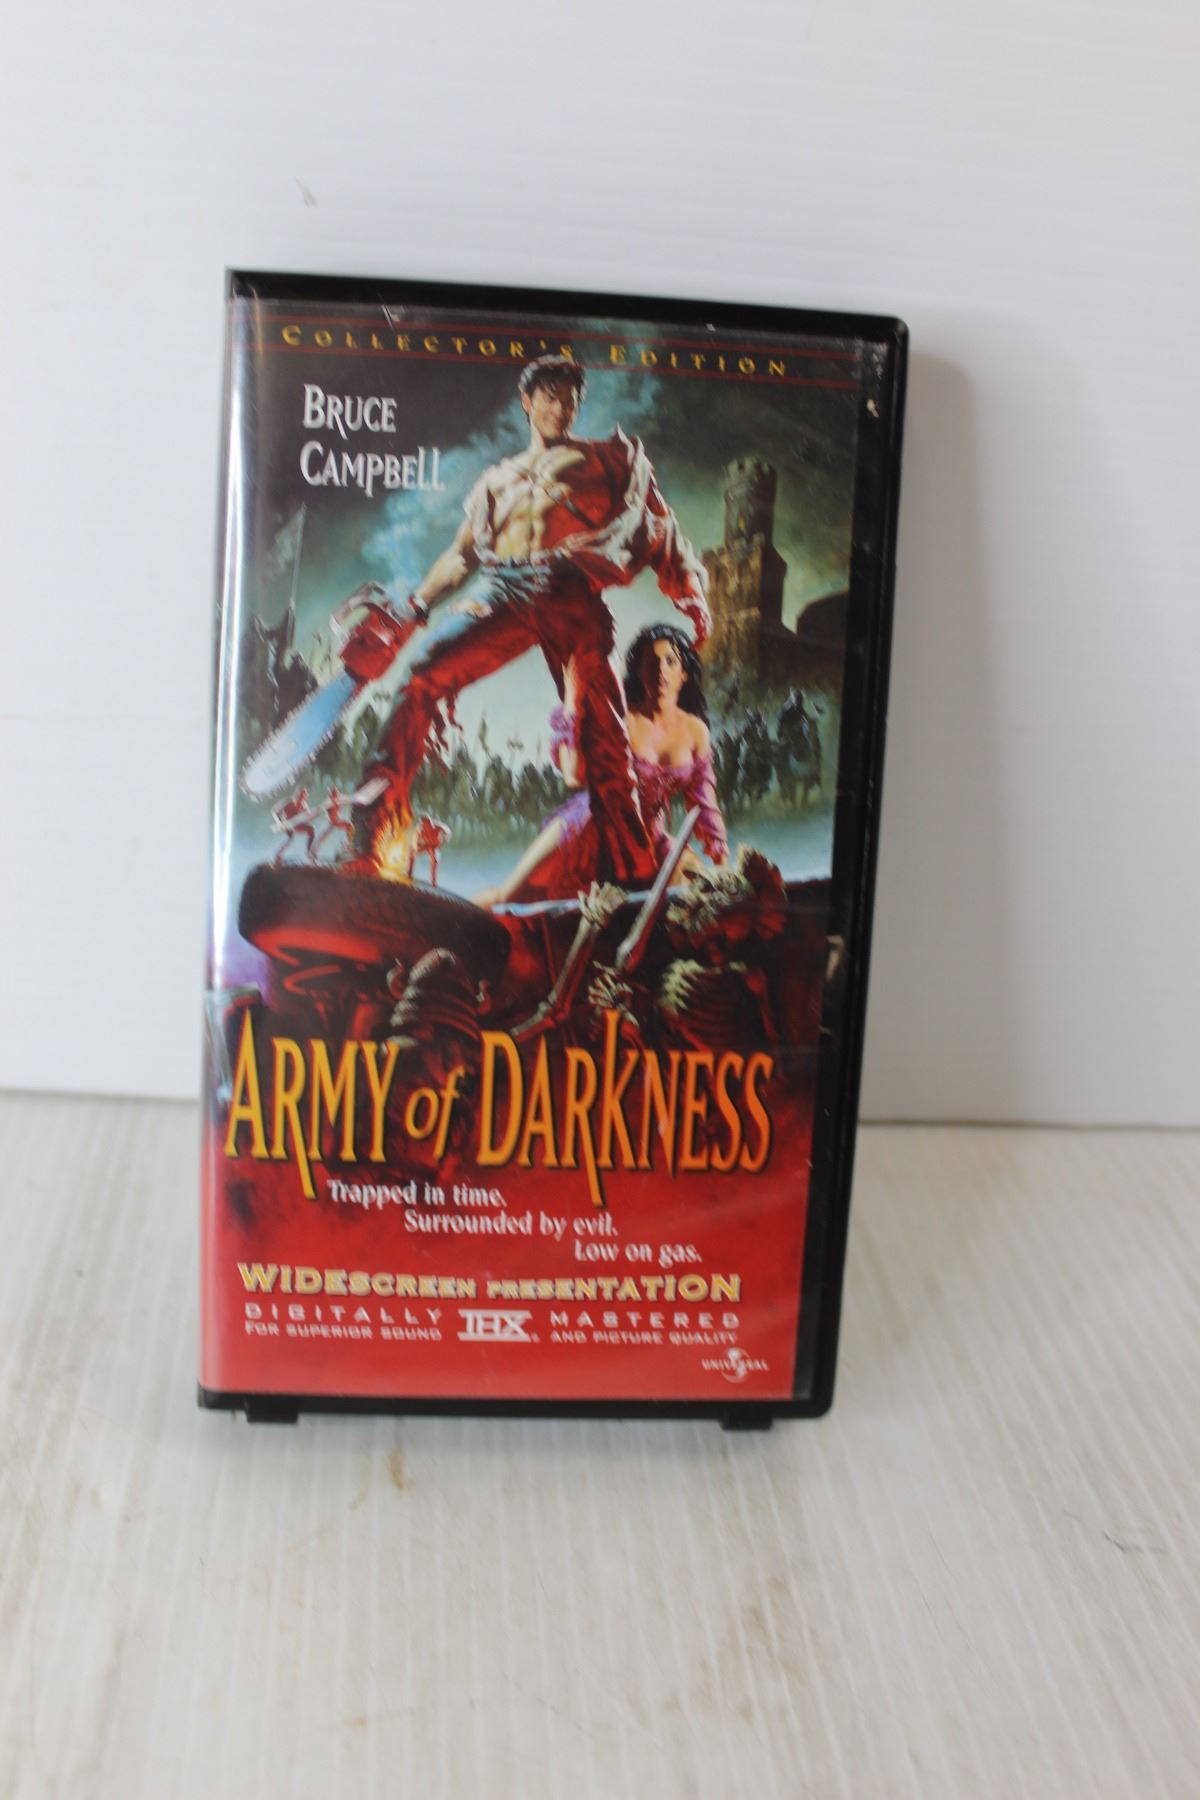 COLLECTOR'S EDITION
BRUCE
CAMPBELL
ARMY of DARKNESS
Trapped in time.
Surrounded by evil.
Low on gas.
WIDESCREEN PRESENTATION
DIGITALLY THX MASTERED
FOR SUPERIOR SOUND AND PICTURE QUALITY
UNIVERSAL